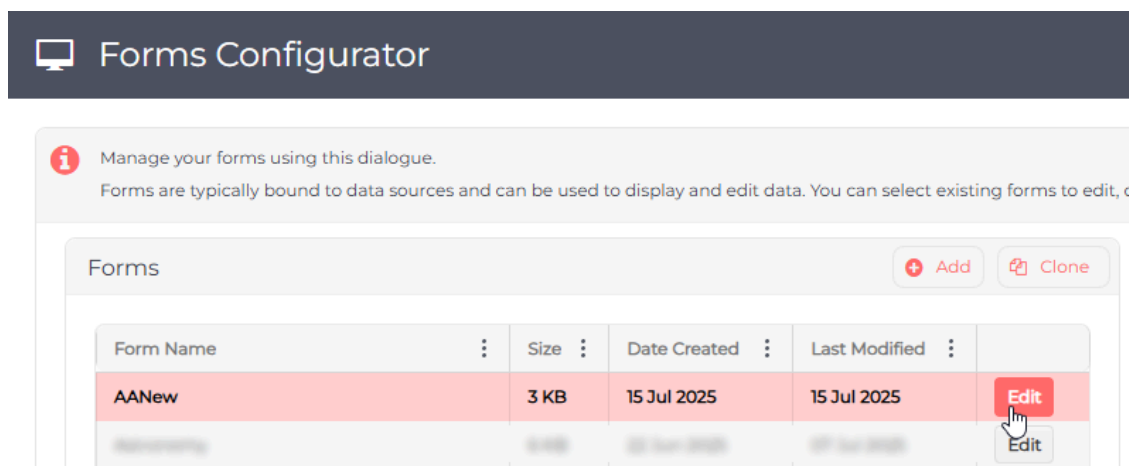 Forms Configurator
Manage your forms using this dialogue.
Forms are typically bound to data sources and can be used to display and edit data. You can select existing forms to edit,
Forms
Add
Clone
Form Name Size Date Created Last Modified
AANew 3 KB 15 Jul 2025 15 Jul 2025 Edit
Edit